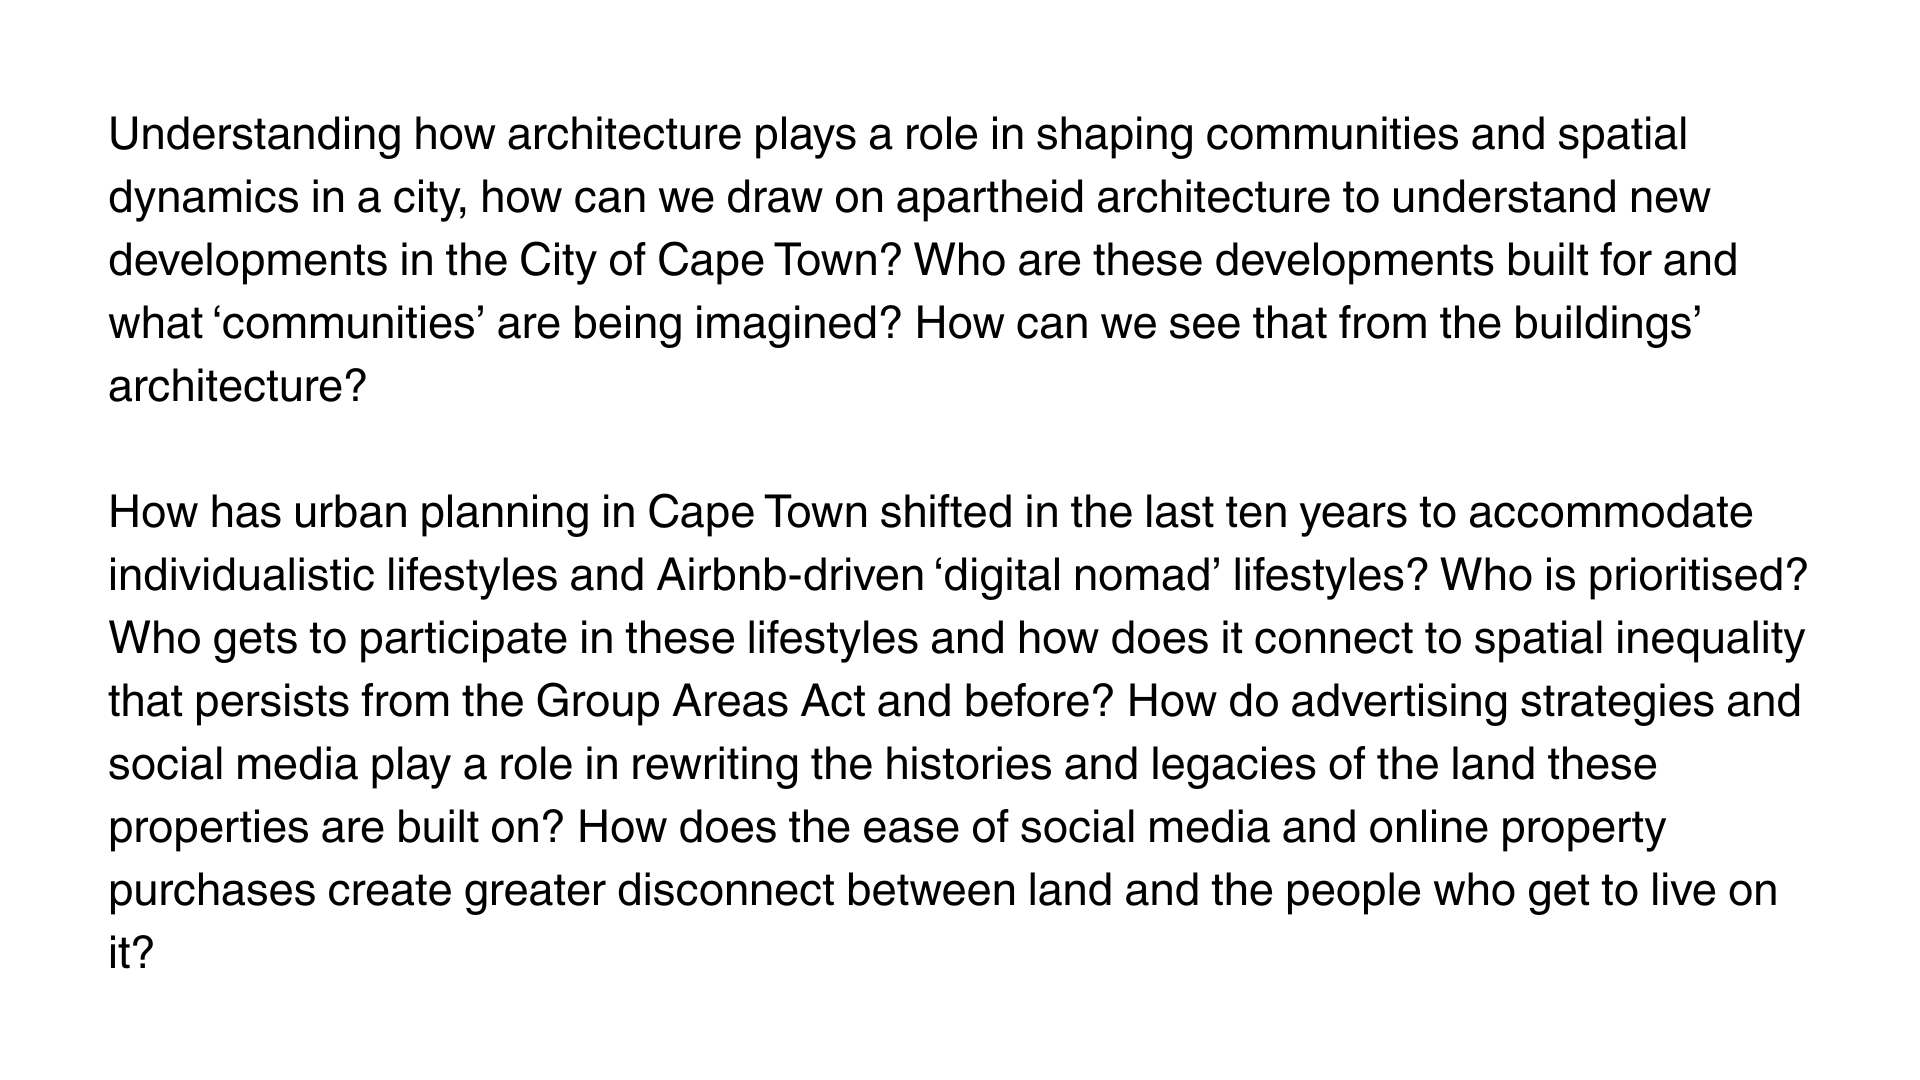 Understanding how architecture plays a role in shaping communities and spatial
dynamics in a city, how can we draw on apartheid architecture to understand new
developments in the City of Cape Town? Who are these developments built for and
what ‘communities’ are being imagined? How can we see that from the buildings’
architecture?
How has urban planning in Cape Town shifted in the last ten years to accommodate
individualistic lifestyles and Airbnb-driven ‘digital nomad’ lifestyles? Who is prioritised?
Who gets to participate in these lifestyles and how does it connect to spatial inequality
that persists from the Group Areas Act and before? How do advertising strategies and
social media play a role in rewriting the histories and legacies of the land these
properties are built on? How does the ease of social media and online property
purchases create greater disconnect between land and the people who get to live on
it?